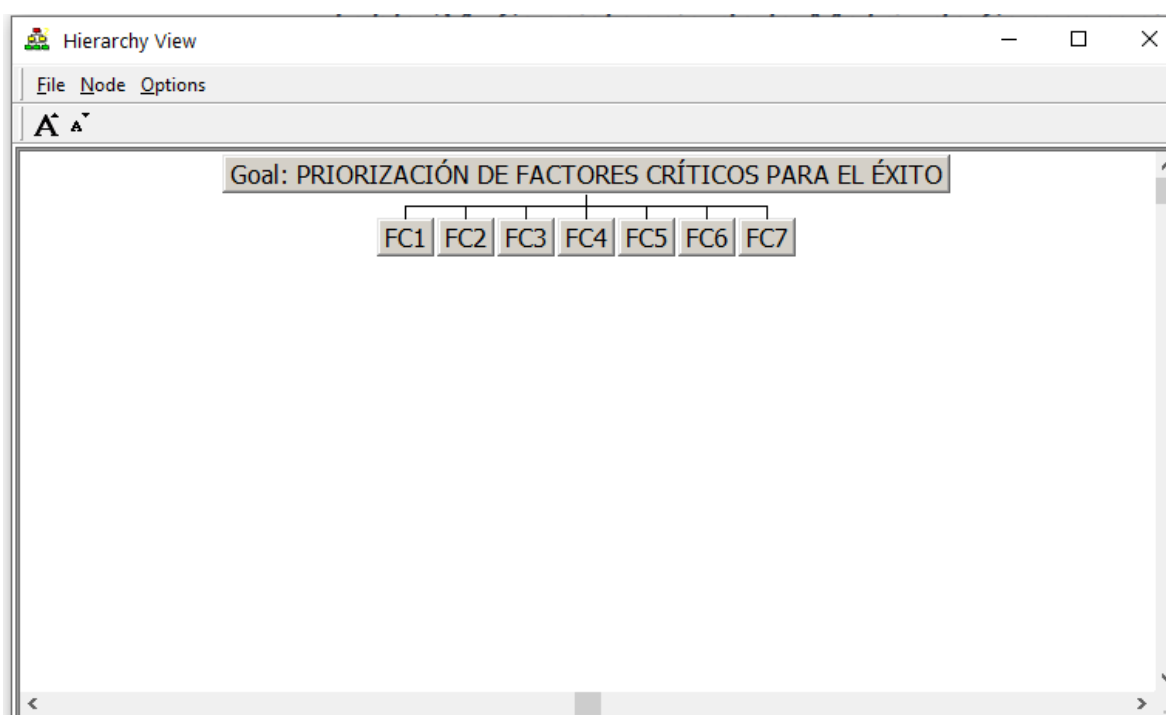 Hierarchy View
File Node Options
A A
Goal: PRIORIZACIÓN DE FACTORES CRÍTICOS PARA EL ÉXITO
FC1 FC2 FC3 FC4 FC5 FC6 FC7